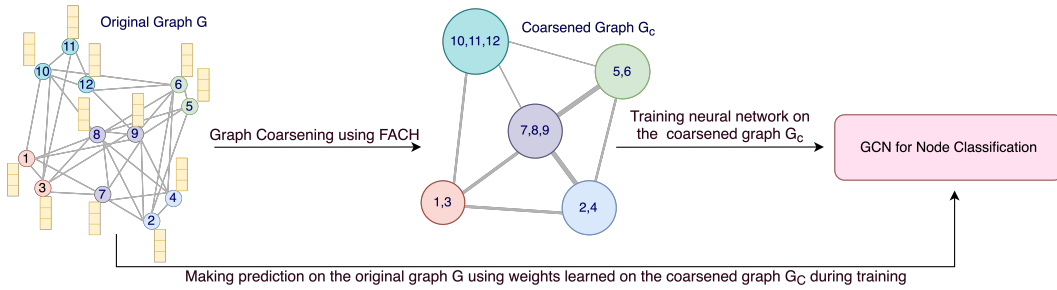 Original Graph G
11
10
12
6
5
8
9
1
3
7
4
2
Graph Coarsening using FACH
Coarsened Graph Gc
10,11,12
5,6
7,8,9
1,3
2,4
Training neural network on
the coarsened graph Gc
GCN for Node Classification
Making prediction on the original graph G using weights learned on the coarsened graph GC during training